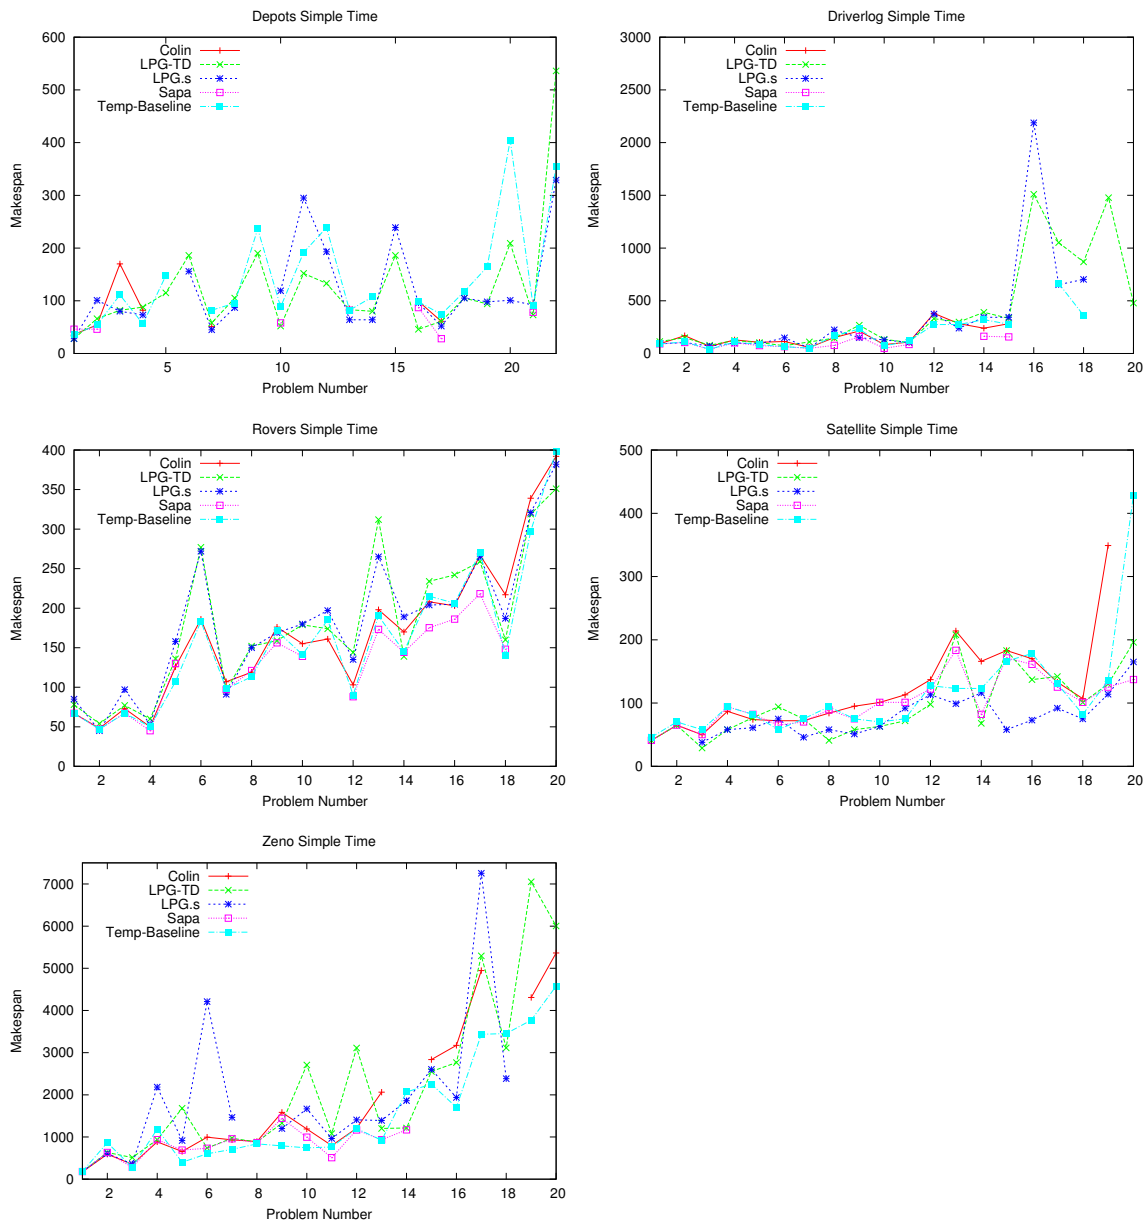 Depots Simple Time
600
500
400
300
200
100
0
5
10
15
20
Makespan
Problem Number
Colin
LPG-TD
LPG.s
Sapa
Temp-Baseline
Driverlog Simple Time
3000
2500
2000
1500
1000
500
0
2
4
6
8
10
12
14
16
18
20
Makespan
Problem Number
Colin
LPG-TD
LPG.s
Sapa
Temp-Baseline
Rovers Simple Time
400
350
300
250
200
150
100
50
0
2
4
6
8
10
12
14
16
18
20
Makespan
Problem Number
Colin
LPG-TD
LPG.s
Sapa
Temp-Baseline
Satellite Simple Time
500
400
300
200
100
0
2
4
6
8
10
12
14
16
18
20
Makespan
Problem Number
Colin
LPG-TD
LPG.s
Sapa
Temp-Baseline
Zeno Simple Time
7000
6000
5000
4000
3000
2000
1000
0
2
4
6
8
10
12
14
16
18
20
Makespan
Problem Number
Colin
LPG-TD
LPG.s
Sapa
Temp-Baseline